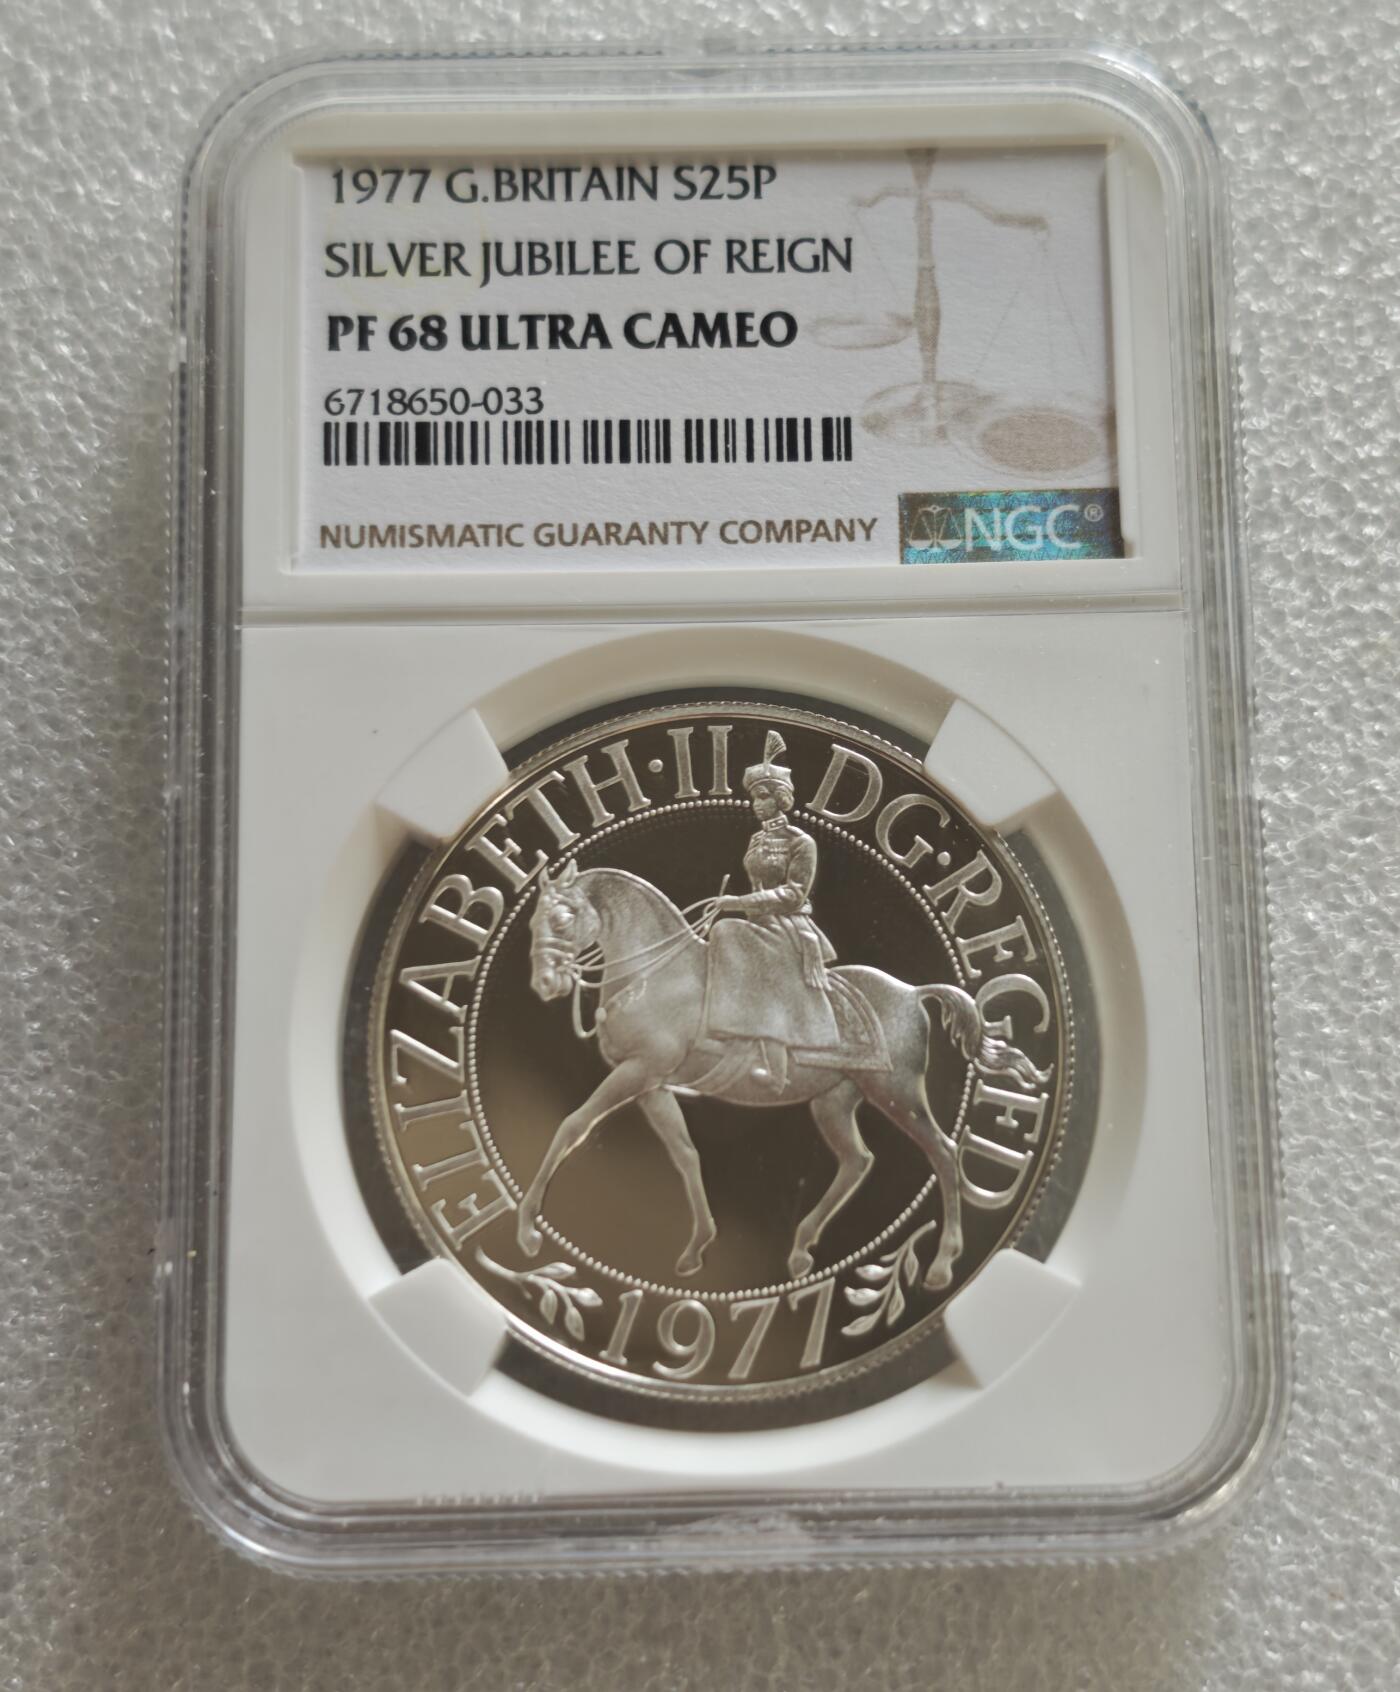 1977 G.BRITAIN S25P
SILVER JUBILEE OF REIGN
PF 68 ULTRA CAMEO
6718650-033
NUMISMATIC GUARANTY COMPANY
NGC®
ELIZABETH·II DG·REG FD
1977